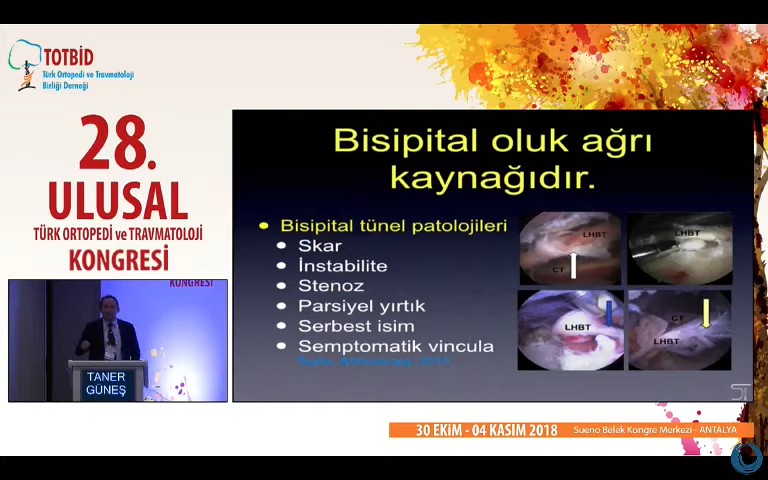 TOTBİD
Türk Ortopedi ve Travmatoloji
Birliği Derneği
28.
ULUSAL
TÜRK ORTOPEDİ ve TRAVMATOLOJİ
KONGRESİ
KONGRESİ
TANER
GÜNEŞ
Bisipital oluk ağrı
kaynağıdır.
Bisipital tünel patolojileri
Skar
İnstabilite
Stenoz
Parsiyel yırtık
Serbest isim
Semptomatik vincula
LHBT
CT
LHBT
LHBT
CT
LHBT
30 EKİM - 04 KASIM 2018
Sueno Belek Kongre Merkezi - ANTALYA